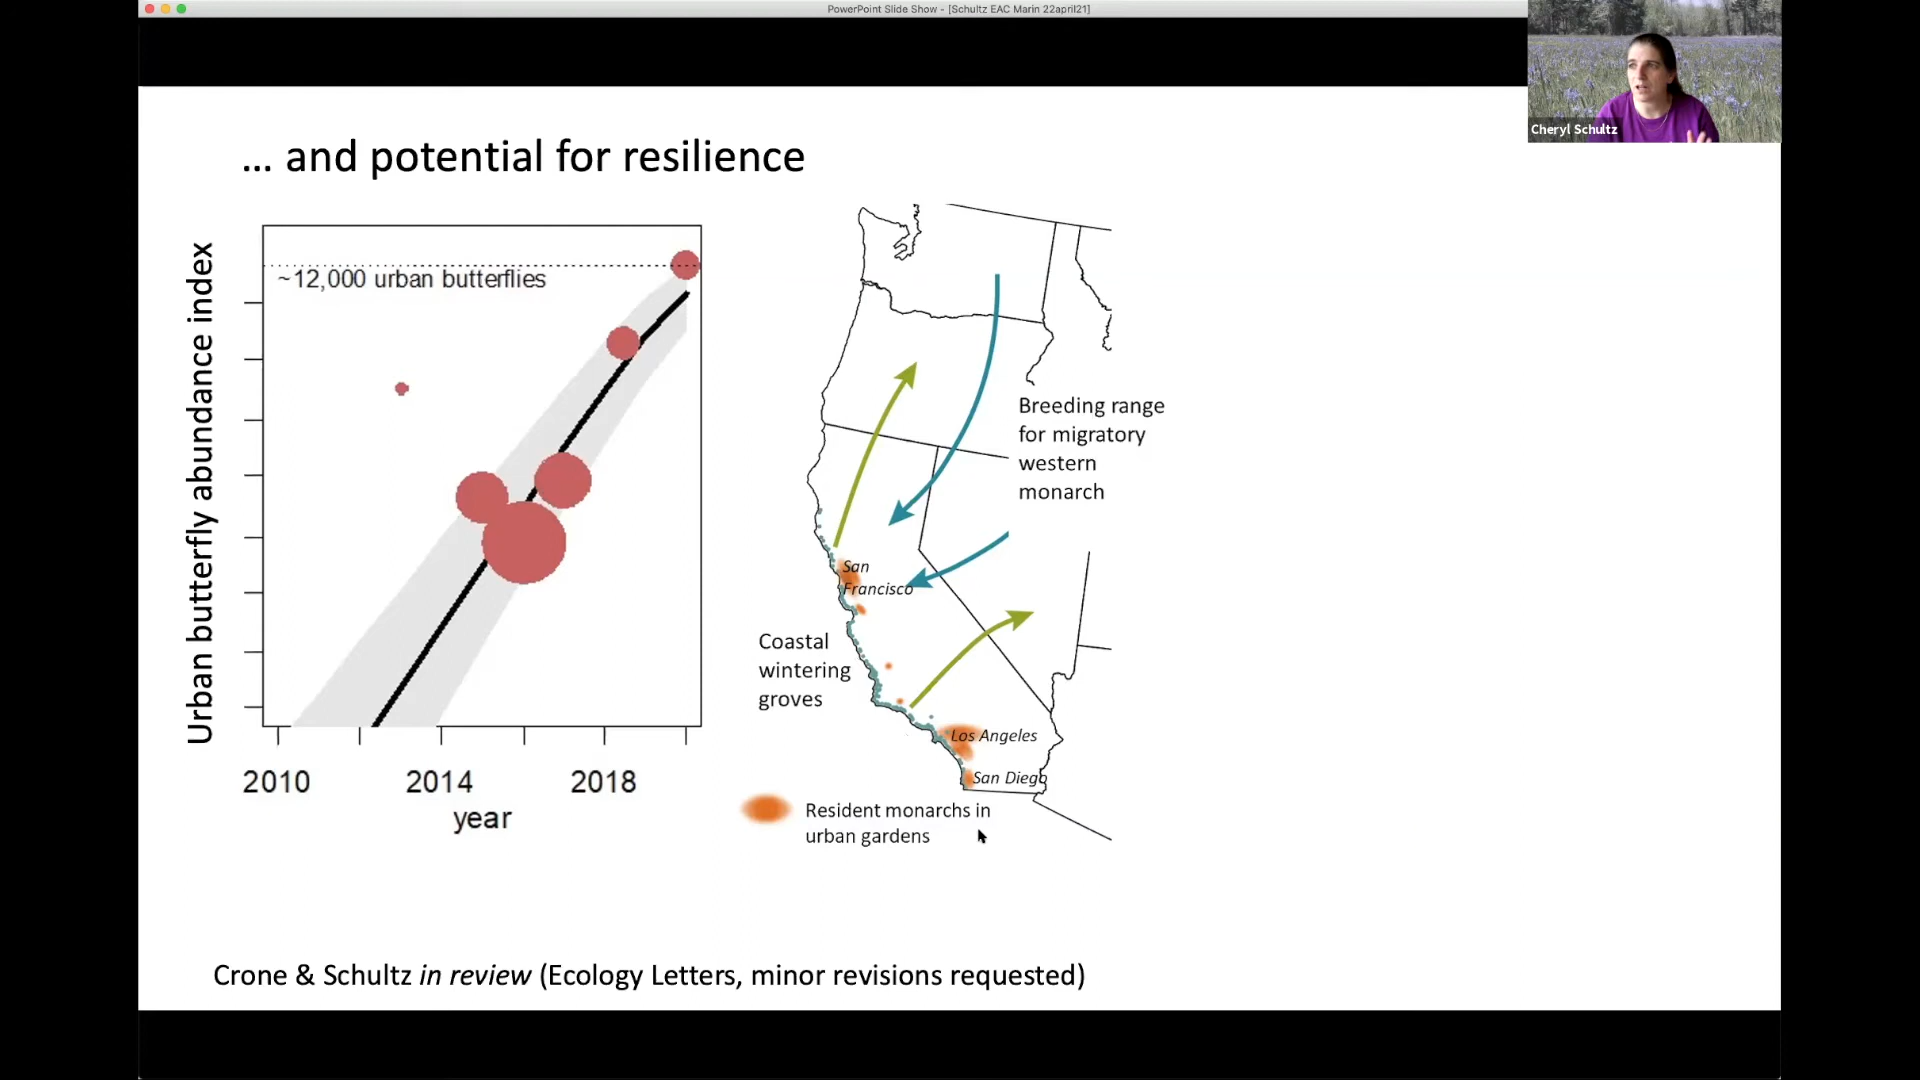 PowerPoint Slide Show - [Schultz EAC Marin 22april21]
Cheryl Schultz
... and potential for resilience
Urban butterfly abundance index
~12,000 urban butterflies
2010
2014
2018
year
Breeding range
for migratory
western
monarch
San
Francisco
Coastal
wintering
groves
Los Angeles
San Diego
Resident monarchs in
urban gardens
Crone & Schultz in review (Ecology Letters, minor revisions requested)